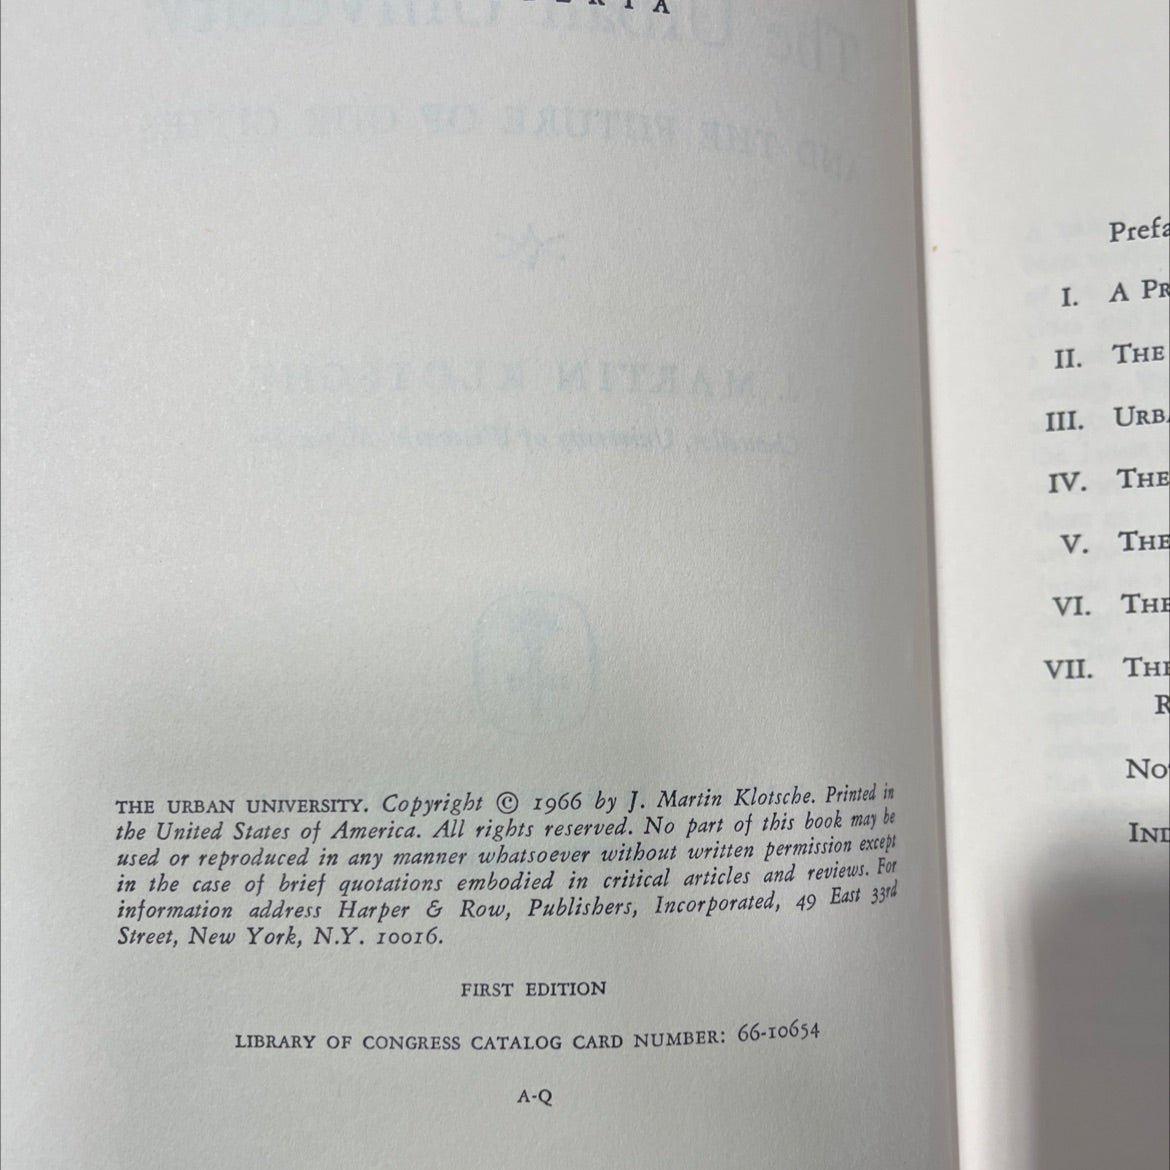 THE URBAN UNIVERSITY. Copyright © 1966 by J. Martin Klotsche. Printed in
the United States of America. All rights reserved. No part of this book may be
used or reproduced in any manner whatsoever without written permission except
in the case of brief quotations embodied in critical articles and reviews. For
information address Harper & Row, Publishers, Incorporated, 49 East 33rd
Street, New York, N.Y. 10016.
FIRST EDITION
LIBRARY OF CONGRESS CATALOG CARD NUMBER: 66-10654
A-Q
Prefa
I. A PR
II. THE
III. URBA
IV. THE
V. THE
VI. THE
VII. THE
R
NO
IND